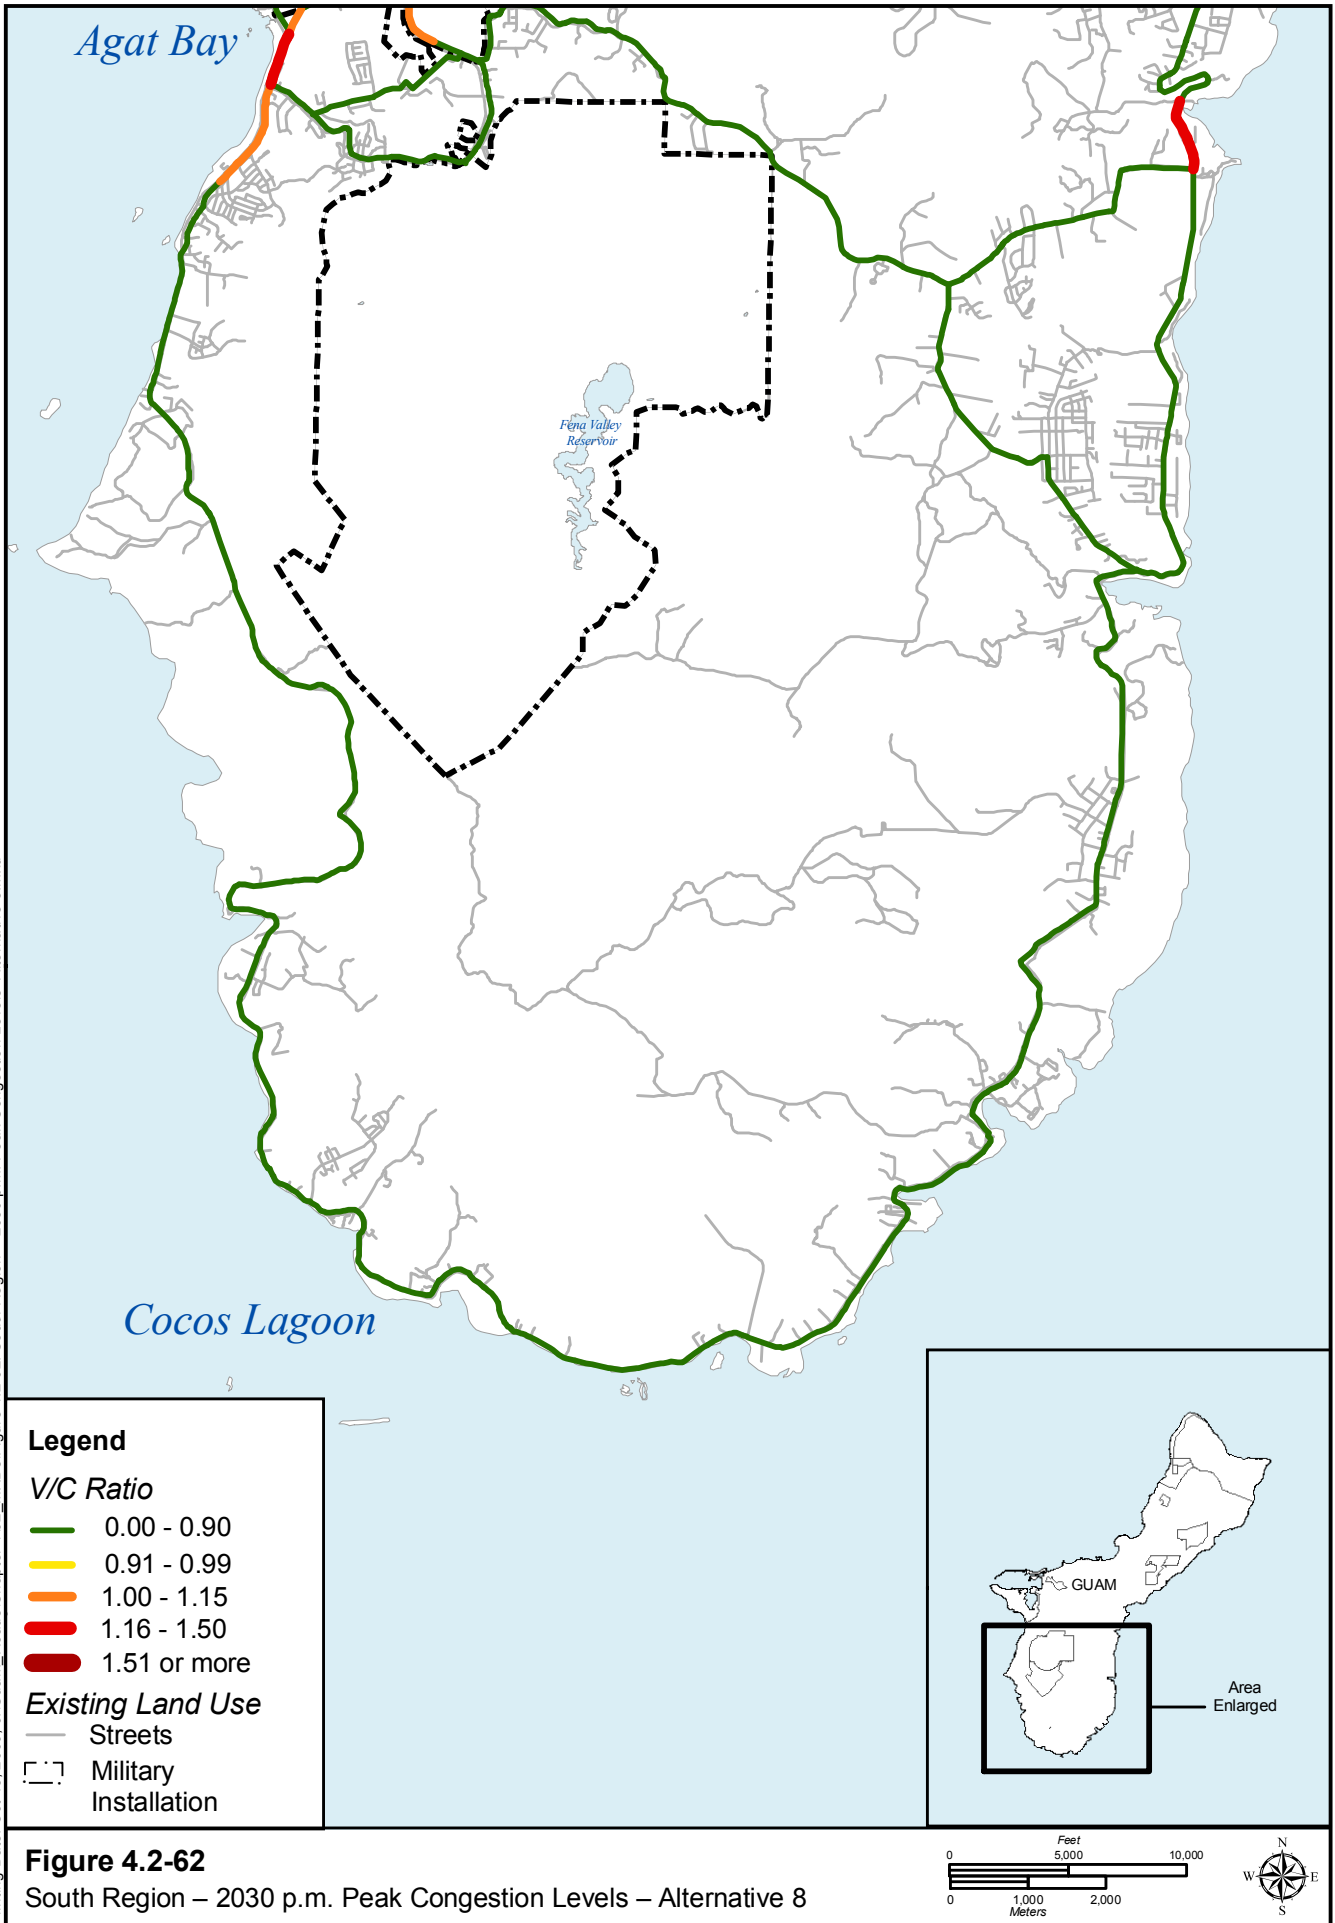 Agat Bay
Fena Valley
Reservoir
Cocos Lagoon
Legend
V/C Ratio
0.00 - 0.90
0.91 - 0.99
1.00 - 1.15
1.16 - 1.50
1.51 or more
Existing Land Use
Streets
Military
Installation
GUAM
Area
Enlarged
Figure 4.2-62
South Region – 2030 p.m. Peak Congestion Levels – Alternative 8
Feet
0 5,000 10,000
0 1,000 2,000
Meters
N
W E
S